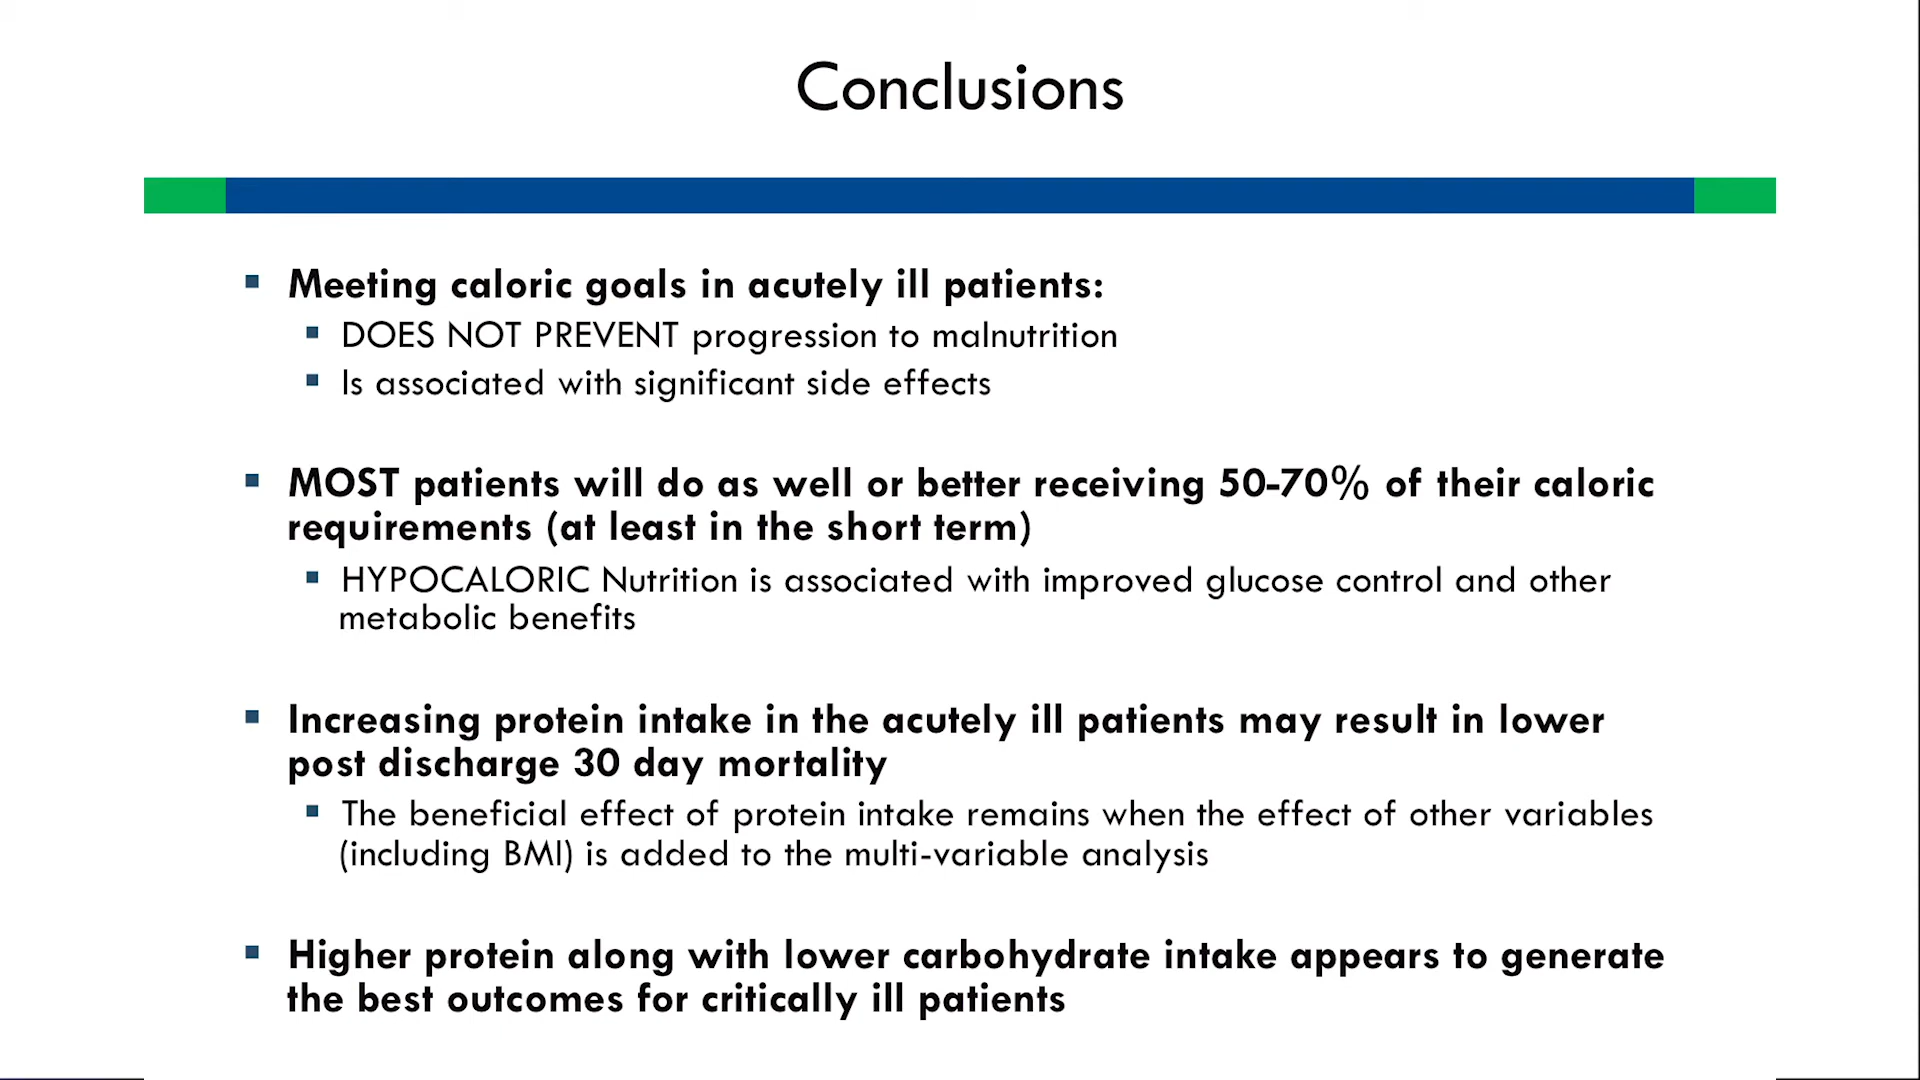 Conclusions
Meeting caloric goals in acutely ill patients:
DOES NOT PREVENT progression to malnutrition
Is associated with significant side effects
MOST patients will do as well or better receiving 50-70% of their caloric
requirements (at least in the short term)
HYPOCALORIC Nutrition is associated with improved glucose control and other
metabolic benefits
Increasing protein intake in the acutely ill patients may result in lower
post discharge 30 day mortality
The beneficial effect of protein intake remains when the effect of other variables
(including BMI) is added to the multi-variable analysis
Higher protein along with lower carbohydrate intake appears to generate
the best outcomes for critically ill patients